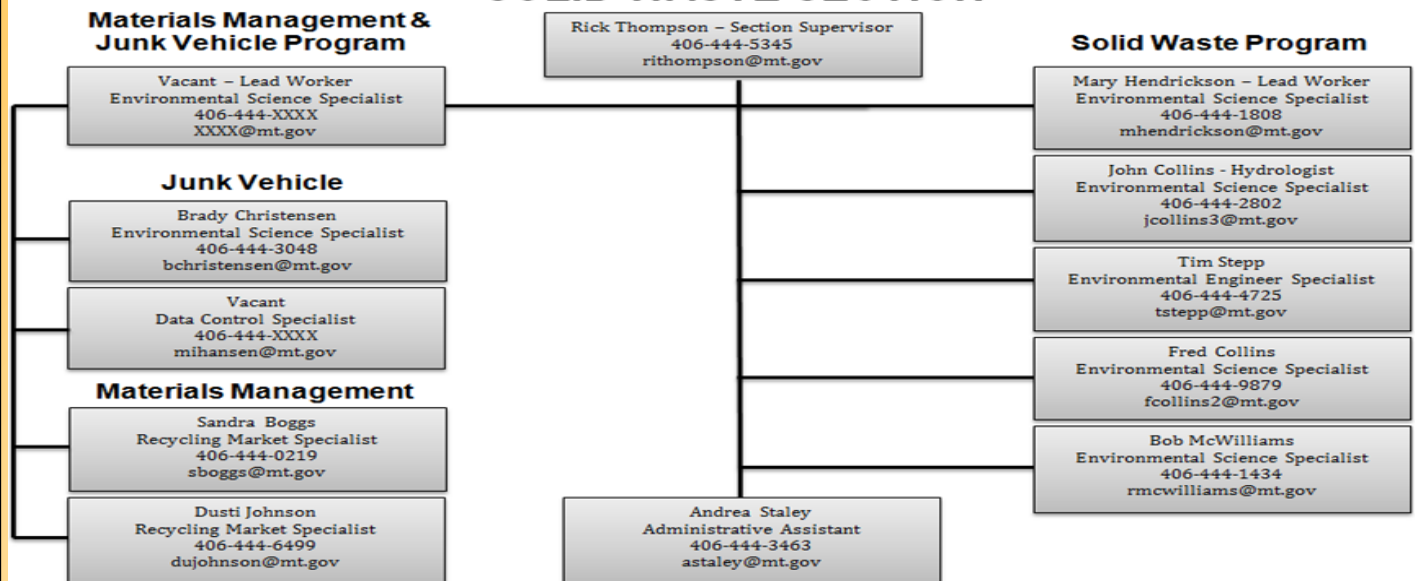 Materials Management &
Junk Vehicle Program
Vacant – Lead Worker
Environmental Science Specialist
406-444-XXXX
XXXX@mt.gov
Junk Vehicle
Brady Christensen
Environmental Science Specialist
406-444-3048
bchristensen@mt.gov
Vacant
Data Control Specialist
406-444-XXXX
mihansen@mt.gov
Materials Management
Sandra Boggs
Recycling Market Specialist
406-444-0219
sboggs@mt.gov
Dusti Johnson
Recycling Market Specialist
406-444-6499
dujohnson@mt.gov
Rick Thompson – Section Supervisor
406-444-5345
rithompson@mt.gov
Andrea Staley
Administrative Assistant
406-444-3463
astaley@mt.gov
Solid Waste Program
Mary Hendrickson – Lead Worker
Environmental Science Specialist
406-444-1808
mhendrickson@mt.gov
John Collins - Hydrologist
Environmental Science Specialist
406-444-2802
jcollins3@mt.gov
Tim Stepp
Environmental Engineer Specialist
406-444-4725
tstepp@mt.gov
Fred Collins
Environmental Science Specialist
406-444-9879
fcollins2@mt.gov
Bob McWilliams
Environmental Science Specialist
406-444-1434
rmcwilliams@mt.gov